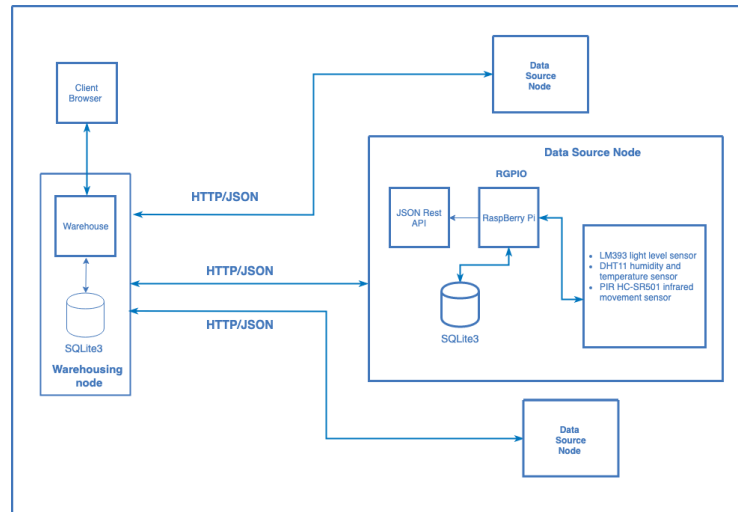 Data
Source
Node
Client
Browser
Data Source Node
RGPIO
HTTP/JSON
JSON Rest
API
RaspBerry Pi
Warehouse
• LM393 light level sensor
• DHT11 humidity and
temperature sensor
• PIR HC-SR501 infrared
movement sensor
HTTP/JSON
SQLite3
HTTP/JSON
SQLite3
Warehousing
node
Data
Source
Node